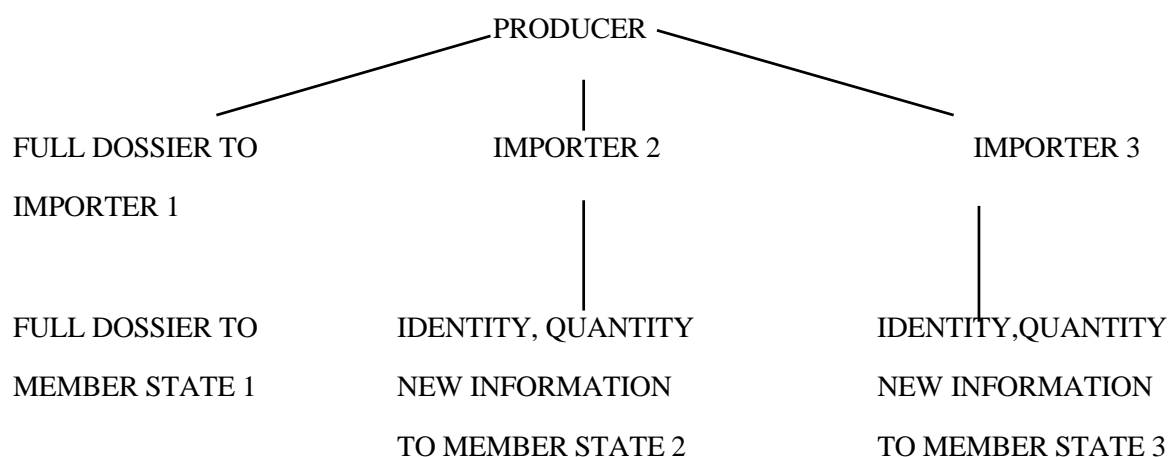 PRODUCER
FULL DOSSIER TO
IMPORTER 1
IMPORTER 2
IMPORTER 3
FULL DOSSIER TO
MEMBER STATE 1
IDENTITY, QUANTITY
NEW INFORMATION
TO MEMBER STATE 2
IDENTITY,QUANTITY
NEW INFORMATION
TO MEMBER STATE 3